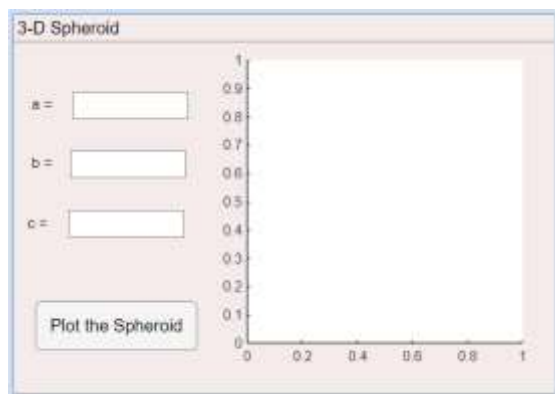 3-D Spheroid
a =
b =
c =
Plot the Spheroid
1
0.9
0.8
0.7
0.6
0.5
0.4
0.3
0.2
0.1
0
0 0.2 0.4 0.6 0.8 1